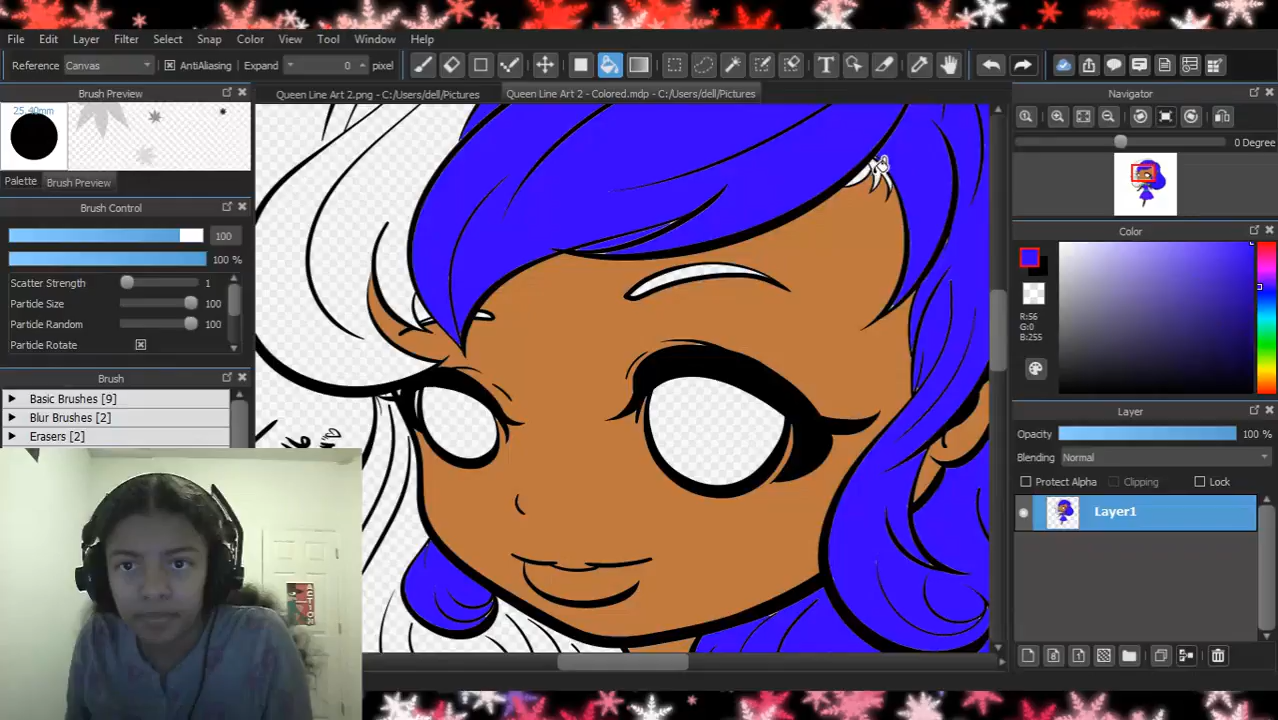 File Edit Layer Filter Select Snap Color View Tool Window Help
Reference Canvas AntiAliasing Expand 0 pixel
Brush Preview
Queen Line Art 2.png - C:/Users/dell/Pictures
Queen Line Art 2 - Colored.mdp - C:/Users/dell/Pictures
Navigator
25.40mm
0 Degree
Palette Brush Preview
Brush Control
100
100 %
Scatter Strength 1
Particle Size 100
Particle Random 100
Particle Rotate
Brush
Basic Brushes [9]
Blur Brushes [2]
Erasers [2]
Color
R:56
G:0
B:255
Layer
Opacity 100 %
Blending Normal
Protect Alpha Clipping Lock
Layer1
ACTION